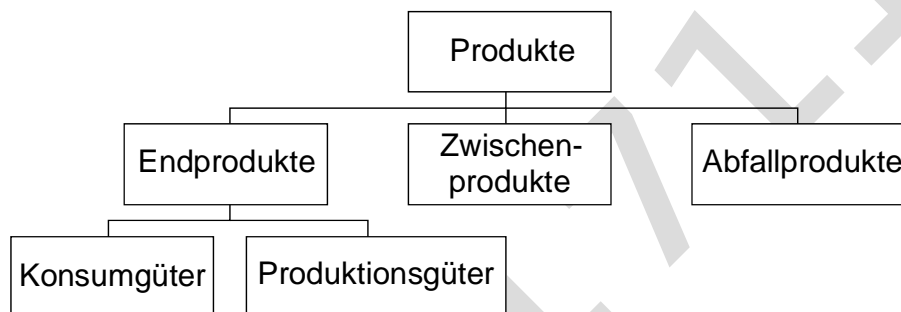 Produkte
Endprodukte
Zwischen-
produkte
Abfallprodukte
Konsumgüter
Produktionsgüter